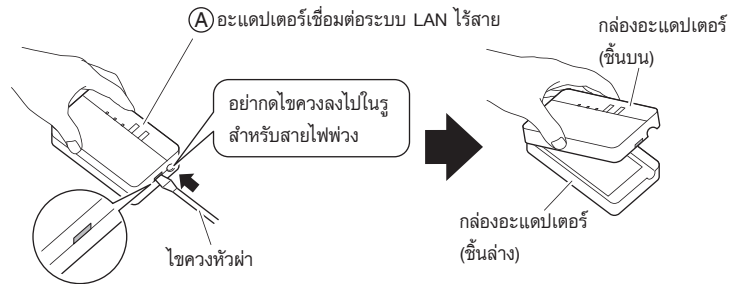 Ⓐ อะแดปเตอร์เชื่อมต่อระบบ LAN ไร้สาย
อย่ากดไขควงลงไปในรู
สำหรับสายไฟพ่วง
ไขควงหัวผ่า
กล่องอะแดปเตอร์
(ชิ้นบน)
กล่องอะแดปเตอร์
(ชิ้นล่าง)